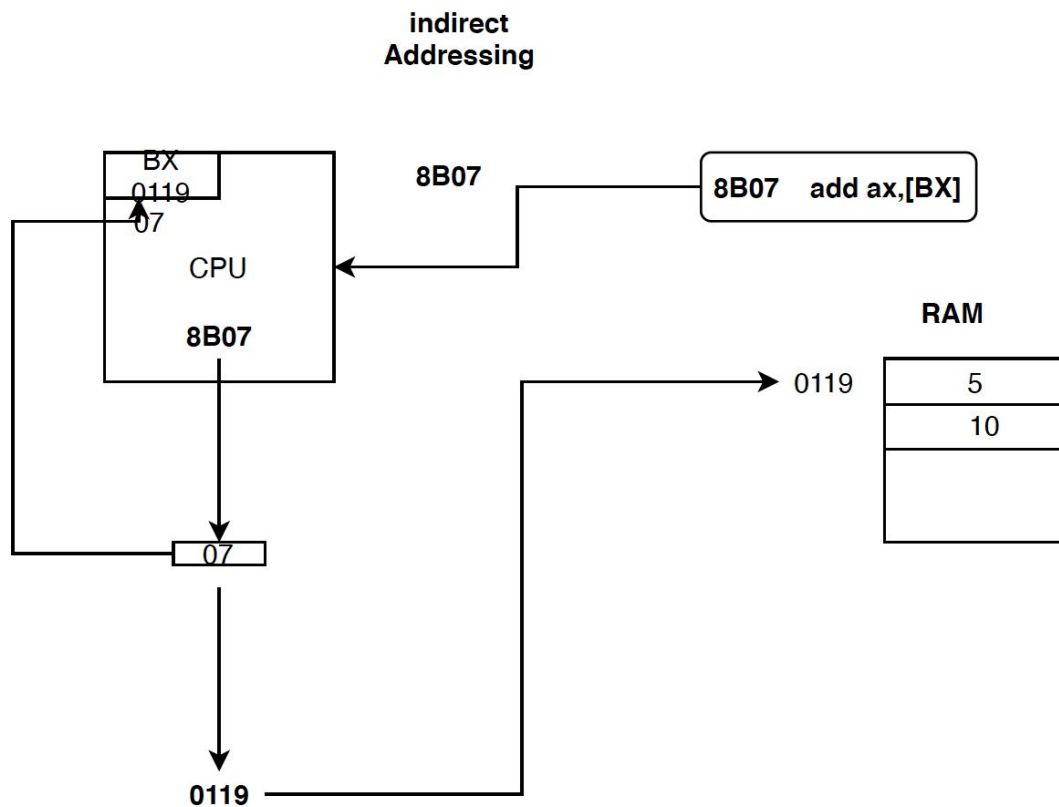 indirect
Addressing
BX
0119
07
CPU
8B07
8B07
8B07 add ax,[BX]
RAM
0119
5
10
07
0119